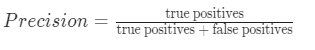 Precision = true positives / true positives + false positives